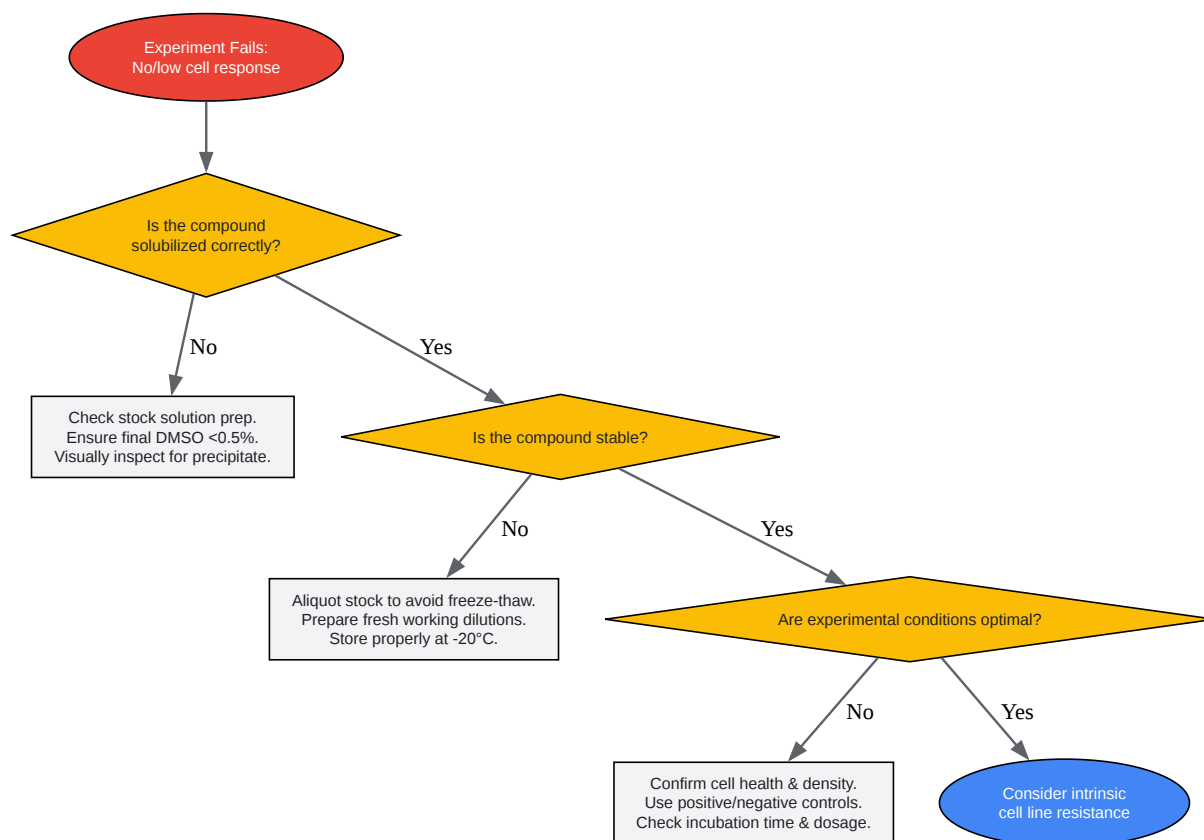 Experiment Fails:
No/low cell response
Is the compound
solubilized correctly?
No
Yes
Check stock solution prep.
Ensure final DMSO <0.5%.
Visually inspect for precipitate.
Is the compound stable?
No
Yes
Aliquot stock to avoid freeze-thaw.
Prepare fresh working dilutions.
Store properly at -20°C.
Are experimental conditions optimal?
No
Yes
Confirm cell health & density.
Use positive/negative controls.
Check incubation time & dosage.
Consider intrinsic
cell line resistance